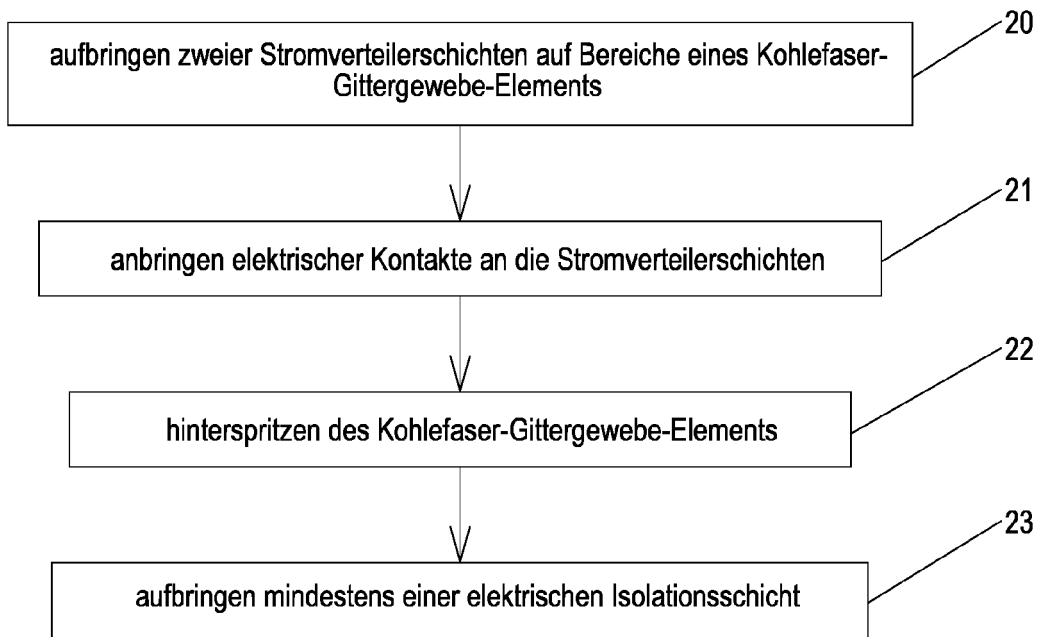 20
aufbringen zweier Stromverteilerschichten auf Bereiche eines Kohlefaser-
Gittergewebe-Elements
21
anbringen elektrischer Kontakte an die Stromverteilerschichten
22
hinterspritzen des Kohlefaser-Gittergewebe-Elements
23
aufbringen mindestens einer elektrischen Isolationsschicht